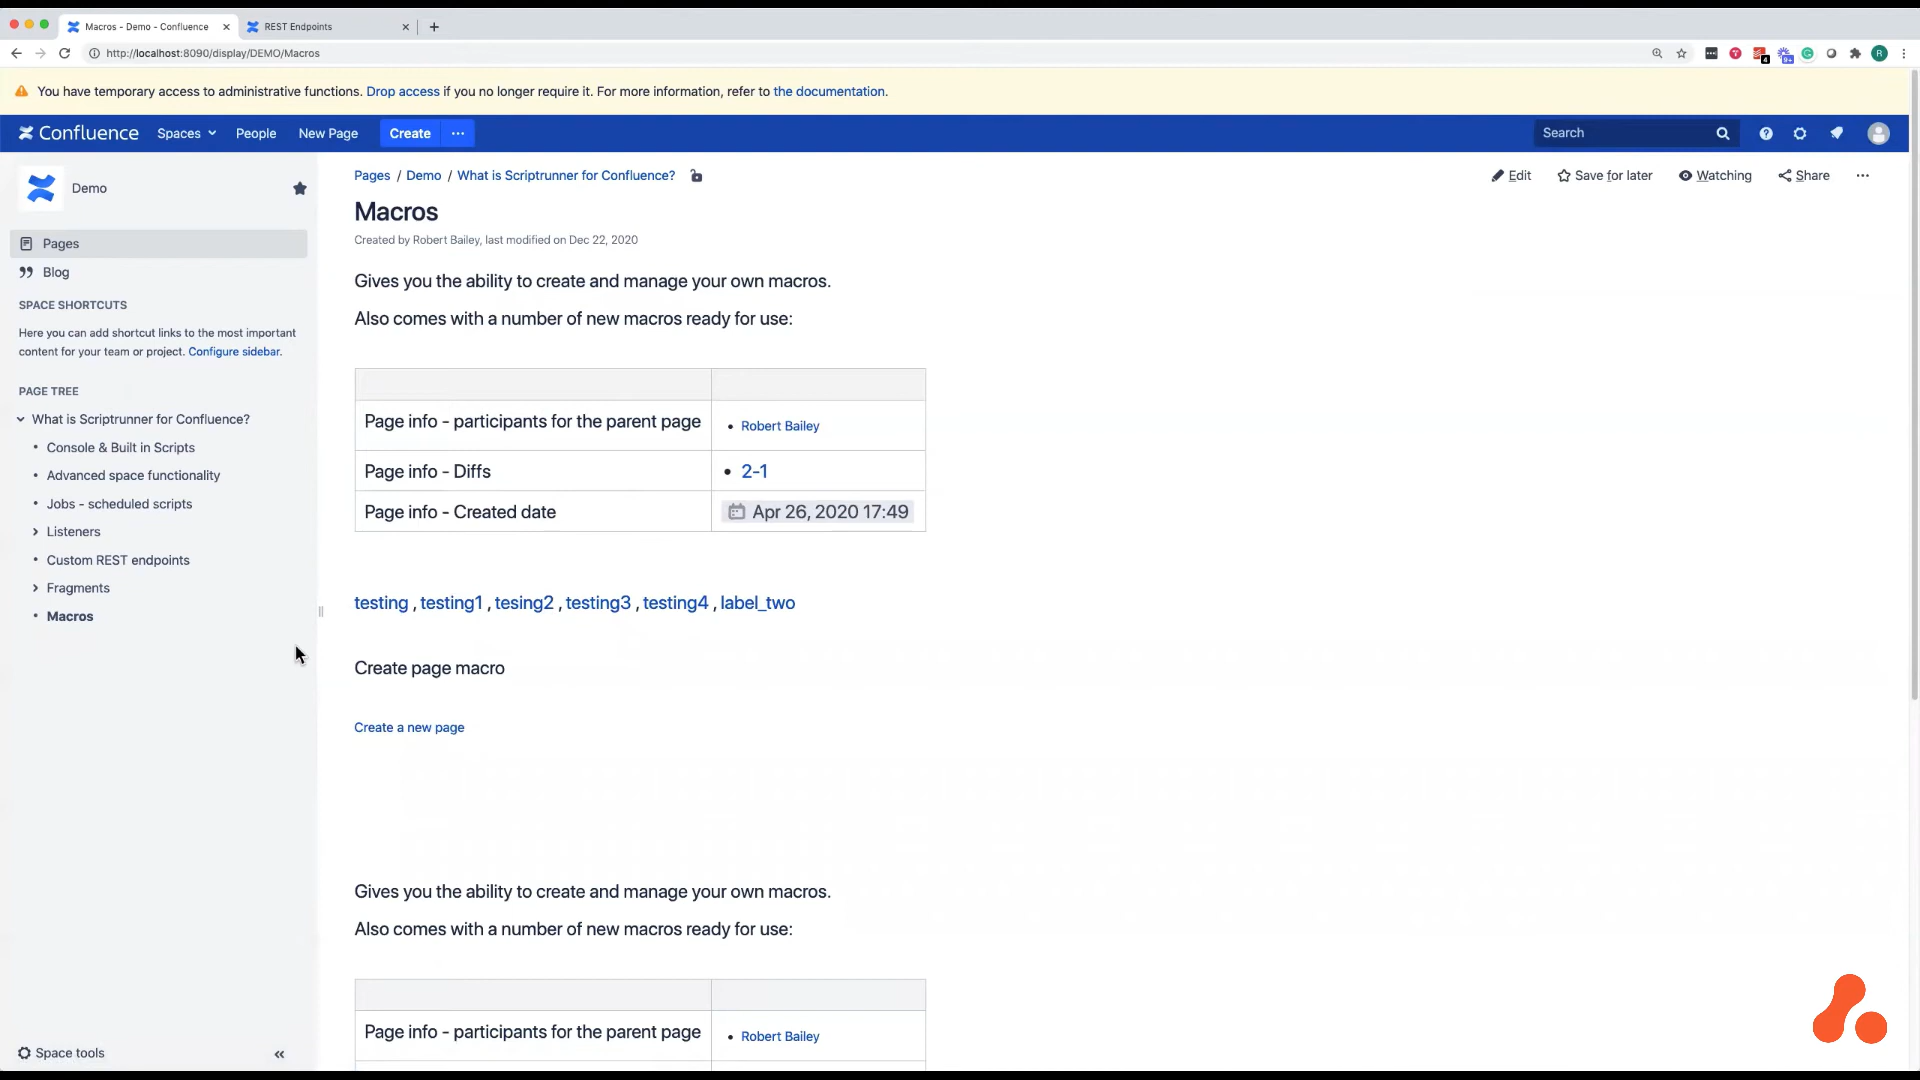 Macros - Demo - Confluence
REST Endpoints
http://localhost:8090/display/DEMO/Macros
4
9+
R
You have temporary access to administrative functions. Drop access if you no longer require it. For more information, refer to the documentation.
Confluence Spaces People New Page Create Search
Demo
Pages
Blog
SPACE SHORTCUTS
Here you can add shortcut links to the most important
content for your team or project. Configure sidebar.
PAGE TREE
What is Scriptrunner for Confluence?
Console & Built in Scripts
Advanced space functionality
Jobs - scheduled scripts
Listeners
Custom REST endpoints
Fragments
Macros
Space tools
Pages / Demo / What is Scriptrunner for Confluence?
Edit Save for later Watching Share
Macros
Created by Robert Bailey, last modified on Dec 22, 2020
Gives you the ability to create and manage your own macros.
Also comes with a number of new macros ready for use:
Page info - participants for the parent page • Robert Bailey
Page info - Diffs • 2-1
Page info - Created date Apr 26, 2020 17:49
testing , testing1 , tesing2 , testing3 , testing4 , label_two
Create page macro
Create a new page
Gives you the ability to create and manage your own macros.
Also comes with a number of new macros ready for use:
Page info - participants for the parent page • Robert Bailey